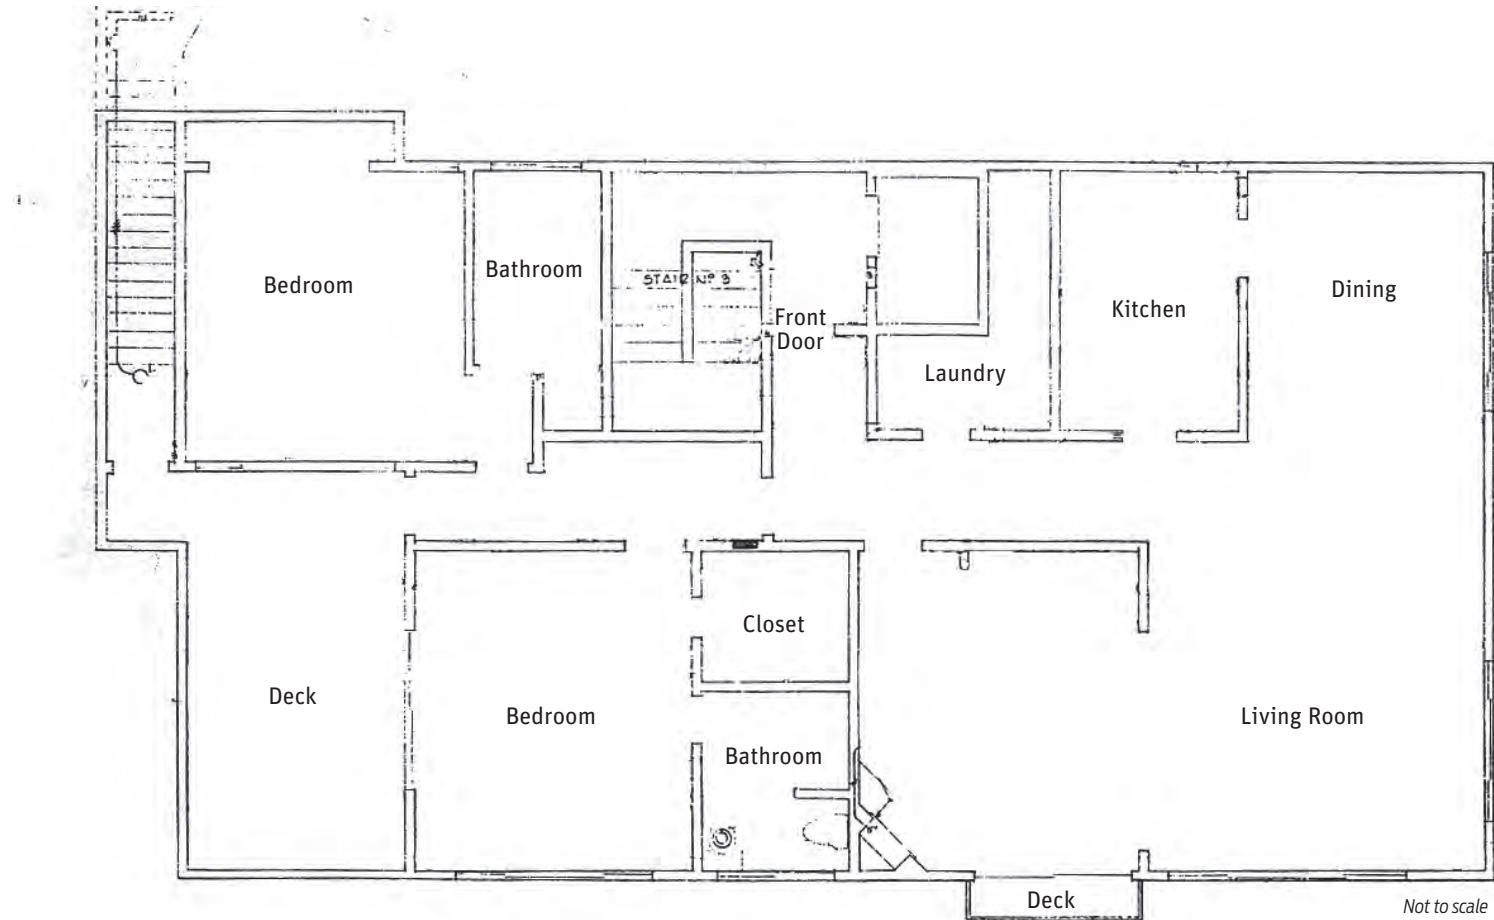 Bedroom
Bathroom
STAIR Nº 3
Front
Door
Kitchen
Dining
Laundry
Closet
Deck
Bedroom
Bathroom
Living Room
Deck
Not to scale